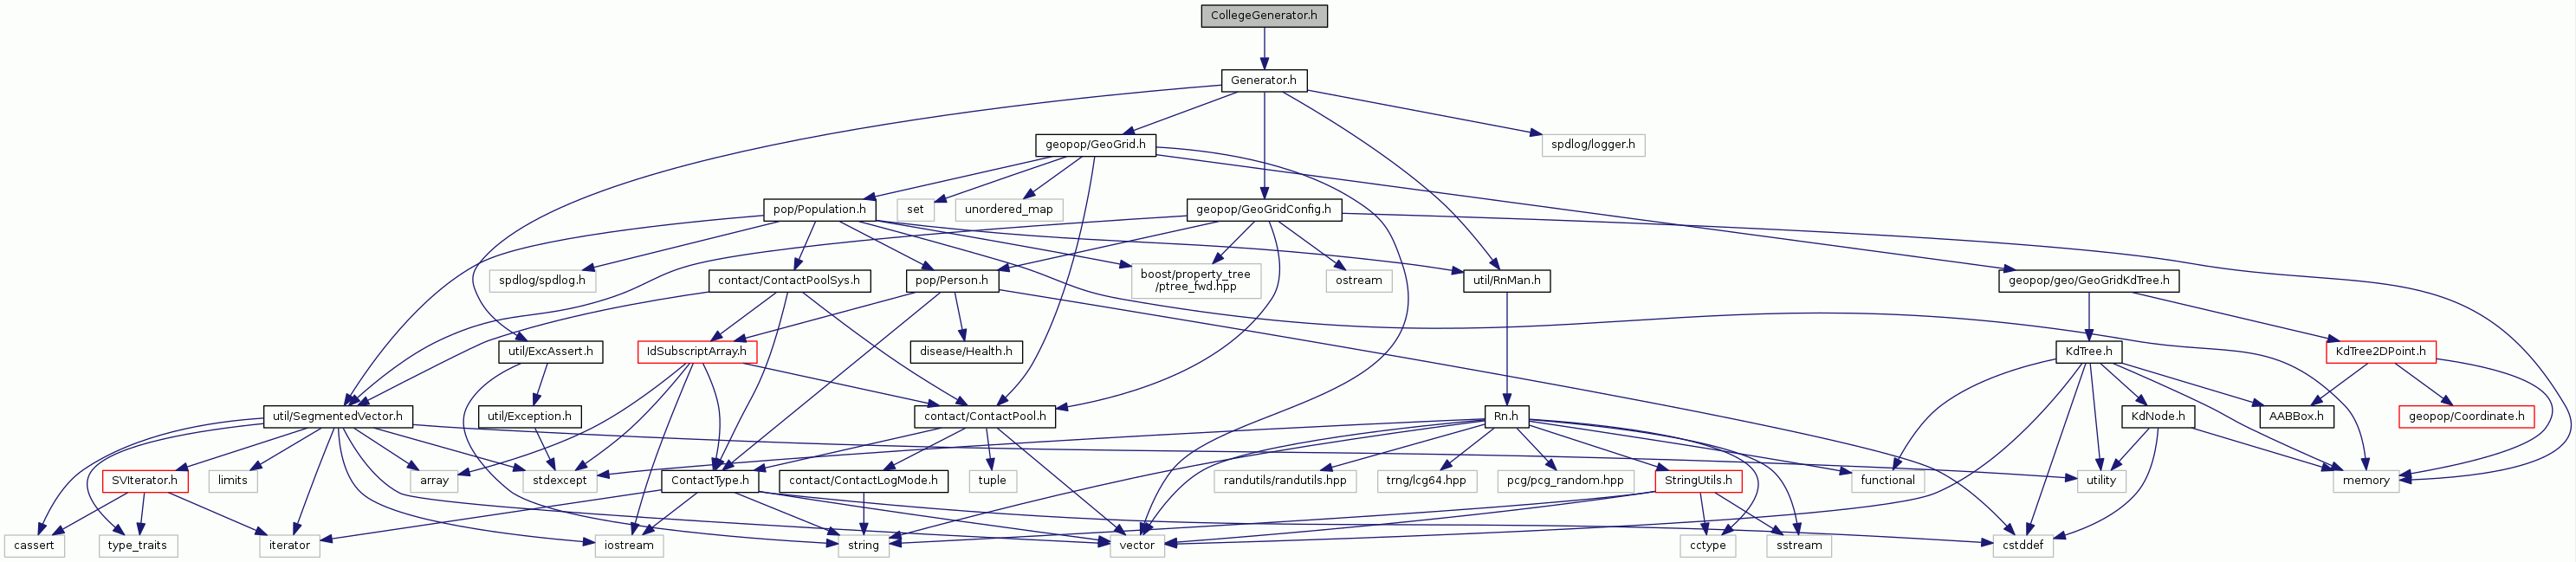 CollegeGenerator.h
Generator.h
geopop/GeoGrid.h
spdlog/logger.h
pop/Population.h
set
unordered_map
geopop/GeoGridConfig.h
spdlog/spdlog.h
contact/ContactPoolSys.h
pop/Person.h
boost/property_tree
/ptree_fwd.hpp
ostream
util/RnMan.h
geopop/geo/GeoGridKdTree.h
util/ExcAssert.h
IdSubscriptArray.h
disease/Health.h
KdTree.h
KdTree2DPoint.h
util/SegmentedVector.h
util/Exception.h
contact/ContactPool.h
Rn.h
KdNode.h
AABBox.h
geopop/Coordinate.h
SVIterator.h
limits
array
stdexcept
ContactType.h
contact/ContactLogMode.h
tuple
randutils/randutils.hpp
trng/lcg64.hpp
pcg/pcg_random.hpp
StringUtils.h
functional
utility
memory
cassert
type_traits
iterator
iostream
string
vector
cctype
sstream
cstddef